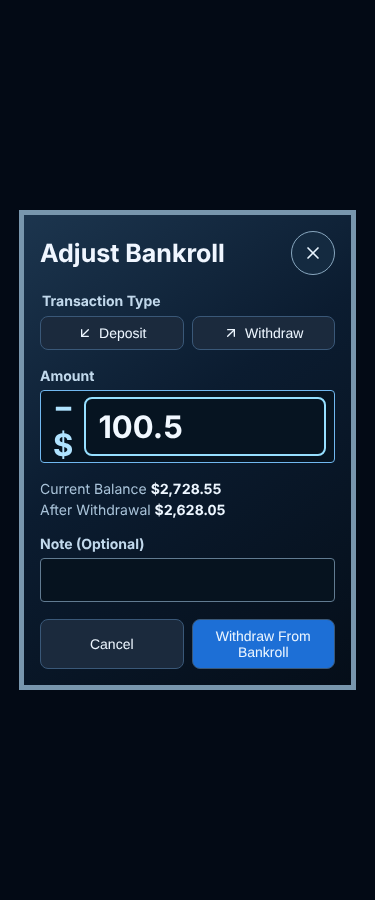 Adjust Bankroll
Transaction Type
Deposit Withdraw
Amount
−
$ 100.5
Current Balance $2,728.55
After Withdrawal $2,628.05
Note (Optional)
Cancel
Withdraw From
Bankroll